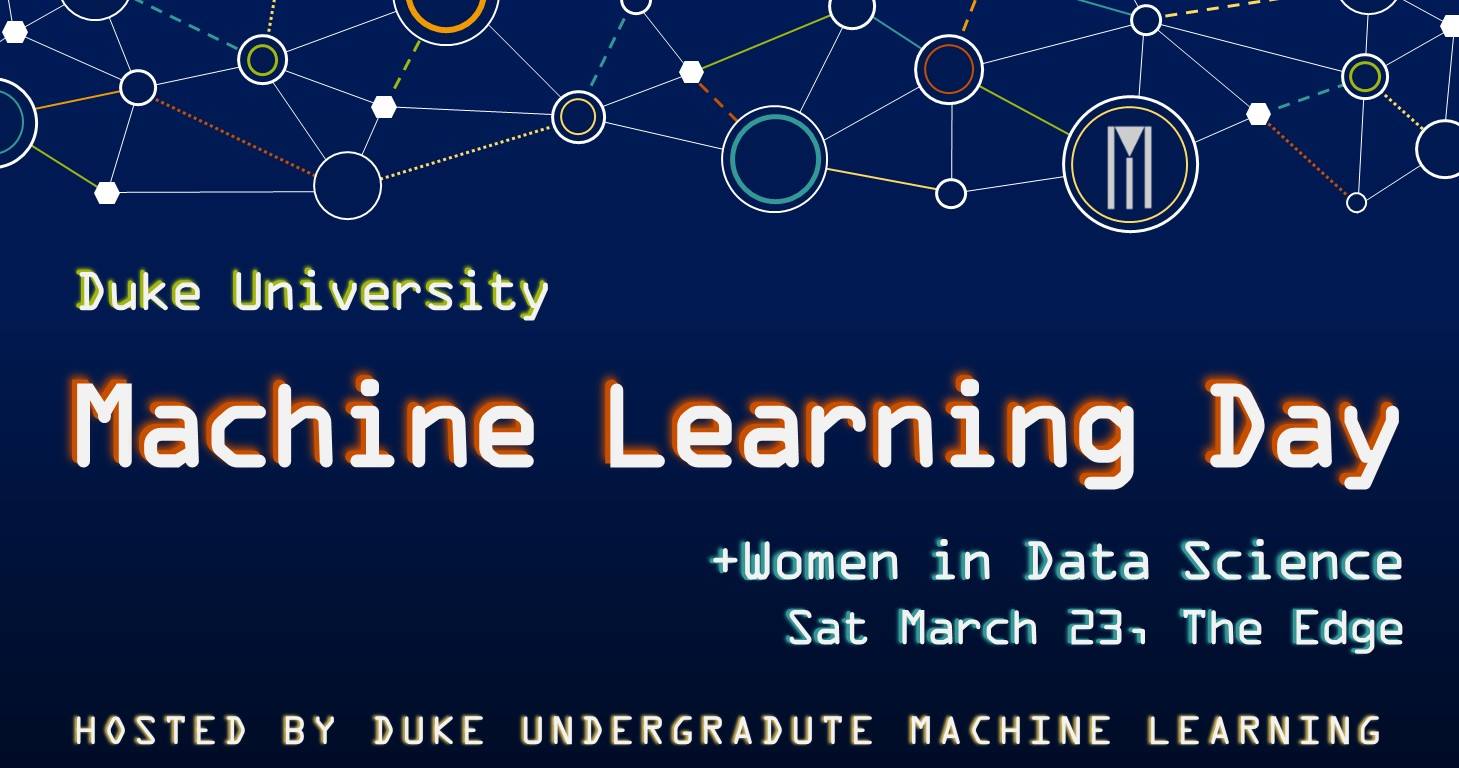 Duke University
Machine Learning Day
+Women in Data Science
Sat March 23, The Edge
HOSTED BY DUKE UNDERGRADUTE MACHINE LEARNING